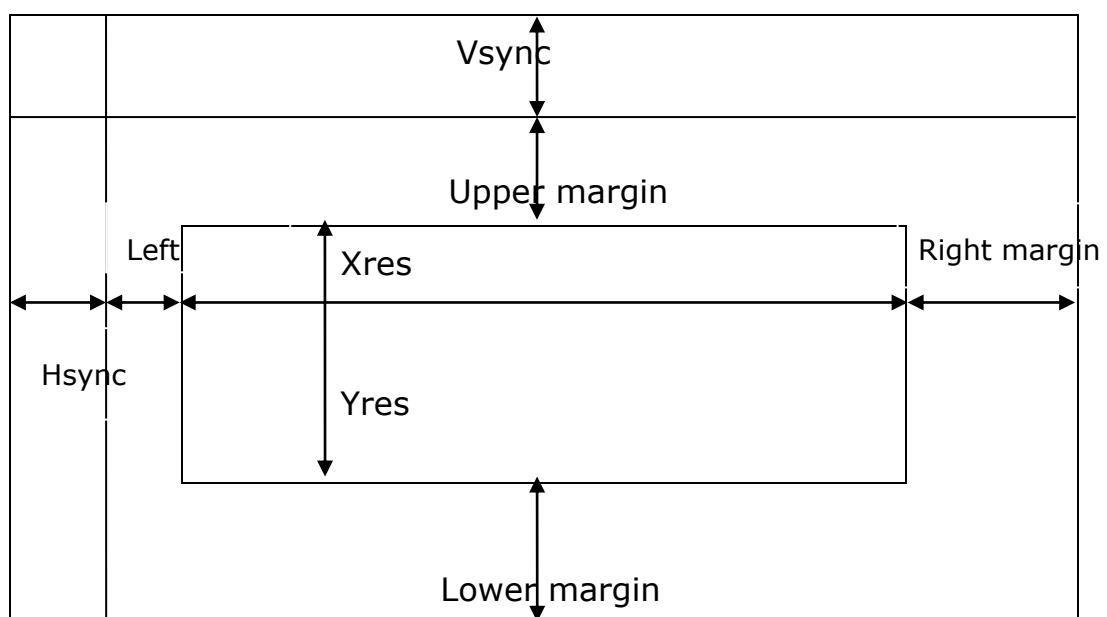 Vsync
Upper margin
Left
Xres
Right margin
Hsync
Yres
Lower margin